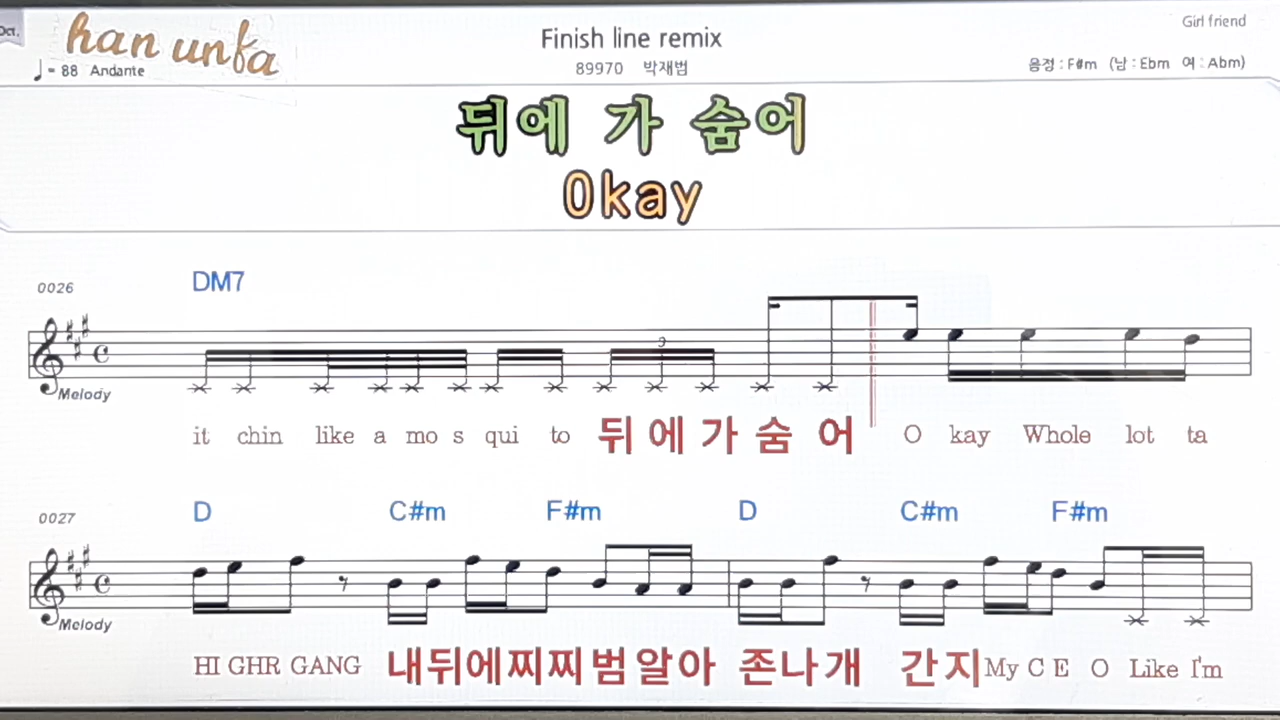 Oct.
han unfa
Finish line remix
Girl friend
♩ = 88 Andante
89970 박재범
음정 : F#m (남 : Ebm 여 : Abm)
뒤에 가 숨어
Okay
0026
DM7
3
Melody
it chin like a mo s qui to 뒤 에 가 숨 어 O kay Whole lot ta
0027
D C#m F#m D C#m F#m
Melody
HI GHR GANG 내뒤에찌찌범알아 존나개 간지 My C E O Like I'm